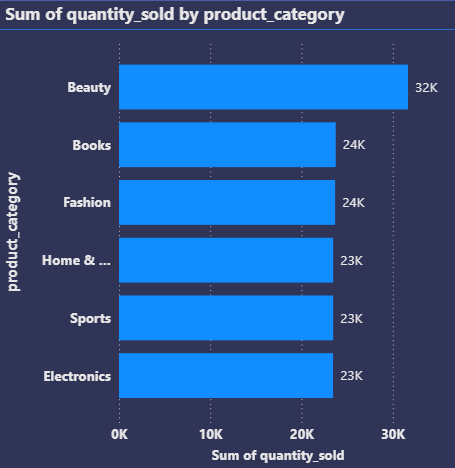 Sum of quantity_sold by product_category
product_category
Beauty 32K
Books 24K
Fashion 24K
Home & ... 23K
Sports 23K
Electronics 23K
0K 10K 20K 30K
Sum of quantity_sold